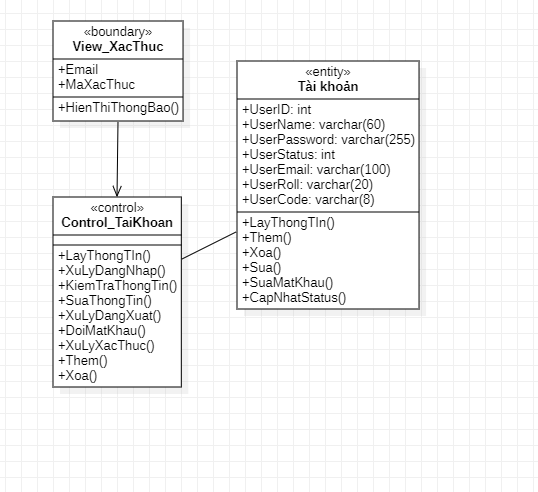 «boundary»
View_XacThuc
+Email
+MaXacThuc
+HienThiThongBao()
«control»
Control_TaiKhoan
+LayThongTIn()
+XuLyDangNhap()
+KiemTraThongTin()
+SuaThongTin()
+XuLyDangXuat()
+DoiMatKhau()
+XuLyXacThuc()
+Them()
+Xoa()
«entity»
Tài khoản
+UserID: int
+UserName: varchar(60)
+UserPassword: varchar(255)
+UserStatus: int
+UserEmail: varchar(100)
+UserRoll: varchar(20)
+UserCode: varchar(8)
+LayThongTIn()
+Them()
+Xoa()
+Sua()
+SuaMatKhau()
+CapNhatStatus()